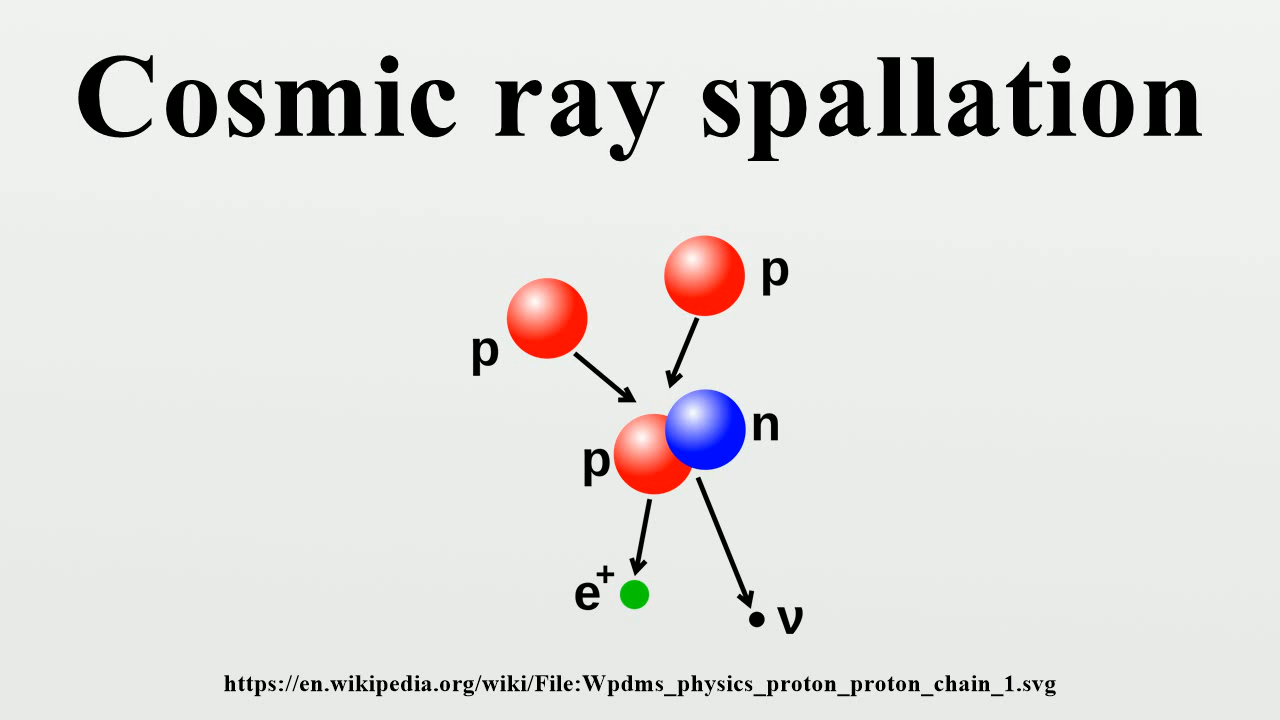 Cosmic ray spallation
p
p
n
p
e+
ν
https://en.wikipedia.org/wiki/File:Wpdms_physics_proton_proton_chain_1.svg